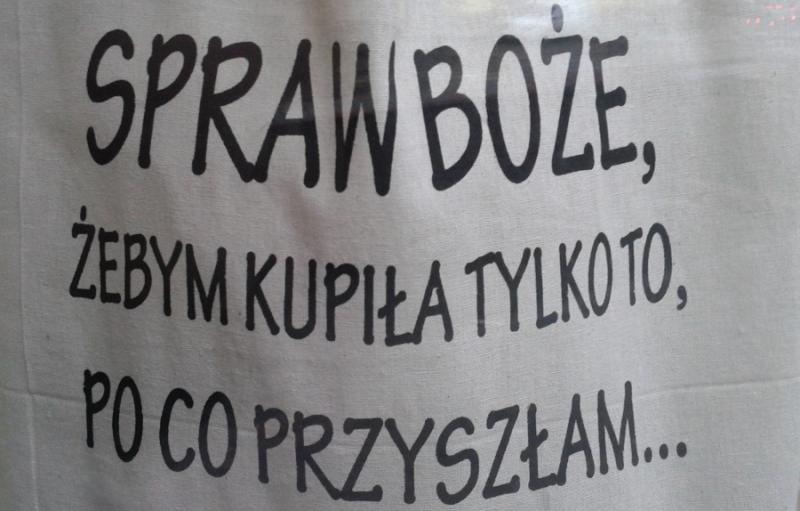 SPRAW BOŻE,
ŻEBYM KUPIŁA TYLKO TO,
PO CO PRZYSZŁAM...